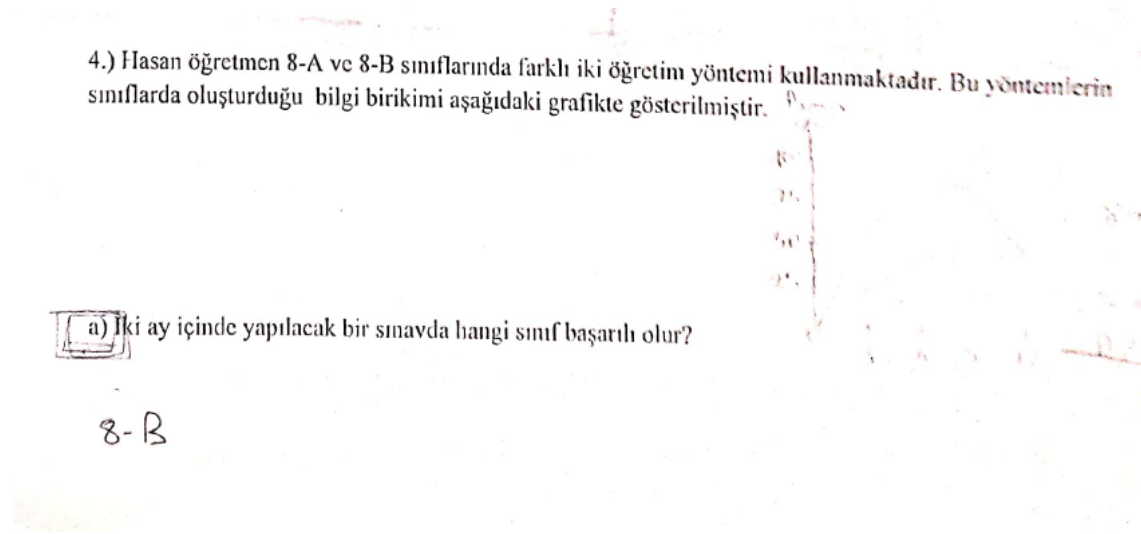 4.) Hasan öğretmen 8-A ve 8-B sınıflarında farklı iki öğretim yöntemi kullanmaktadır. Bu yöntemlerin
sınıflarda oluşturduğu bilgi birikimi aşağıdaki grafikte gösterilmiştir.
a) İki ay içinde yapılacak bir sınavda hangi sınıf başarılı olur?
8-B